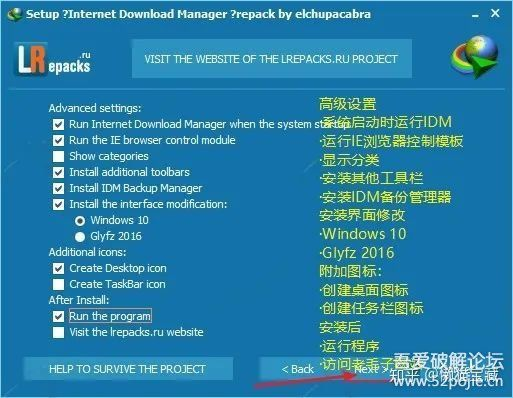 Setup ?Internet Download Manager ?repack by elchupacabra
LRepacks.ru
VISIT THE WEBSITE OF THE LREPACKS.RU PROJECT
Advanced settings:
Run Internet Download Manager when the system startup
Run the IE browser control module
Show categories
Install additional toolbars
Install IDM Backup Manager
Install the interface modification:
Windows 10
Glyfz 2016
Additional icons:
Create Desktop icon
Create TaskBar icon
After Install:
Run the program
Visit the lrepacks.ru website
高级设置
·系统启动时运行IDM
·运行IE浏览器控制模板
·显示分类
·安装其他工具栏
·安装IDM备份管理器
安装界面修改
·Windows 10
·Glyfz 2016
附加图标:
·创建桌面图标
·创建任务栏图标
安装后
·运行程序
·访问老毛子
HELP TO SURVIVE THE PROJECT
< Back
Next >
吾爱破解论坛
知乎
www.52pojie.cn